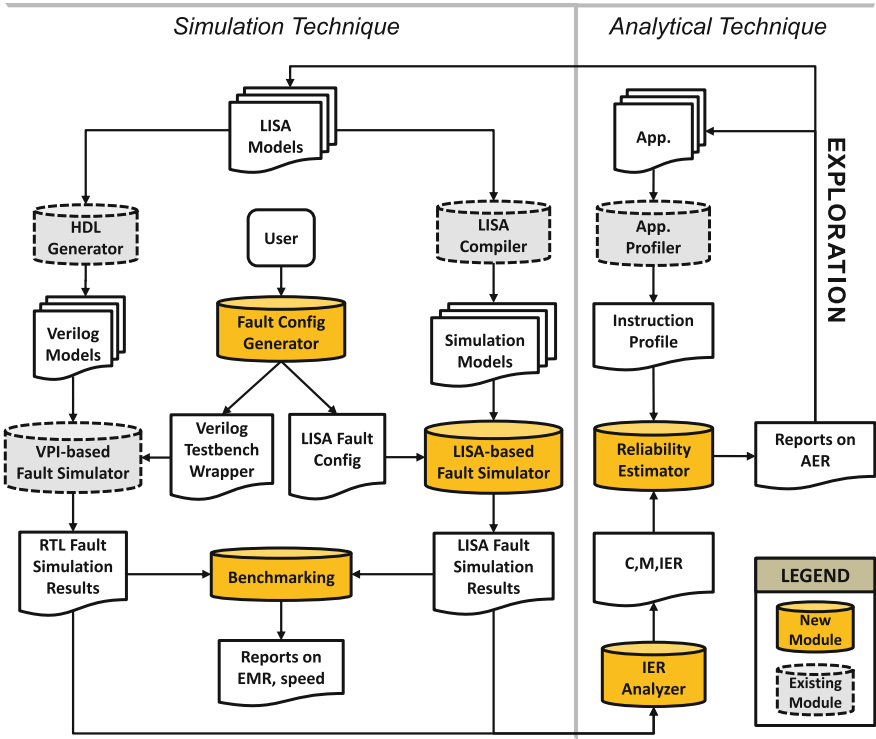 Simulation Technique
Analytical Technique
LISA
Models
App.
EXPLORATION
HDL
Generator
User
LISA
Compiler
App.
Profiler
Verilog
Models
Fault Config
Generator
Simulation
Models
Instruction
Profile
VPI-based
Fault Simulator
Verilog
Testbench
Wrapper
LISA Fault
Config
LISA-based
Fault Simulator
Reliability
Estimator
Reports on
AER
RTL Fault
Simulation
Results
Benchmarking
LISA Fault
Simulation
Results
C,M,IER
Reports on
EMR, speed
IER
Analyzer
LEGEND
New
Module
Existing
Module